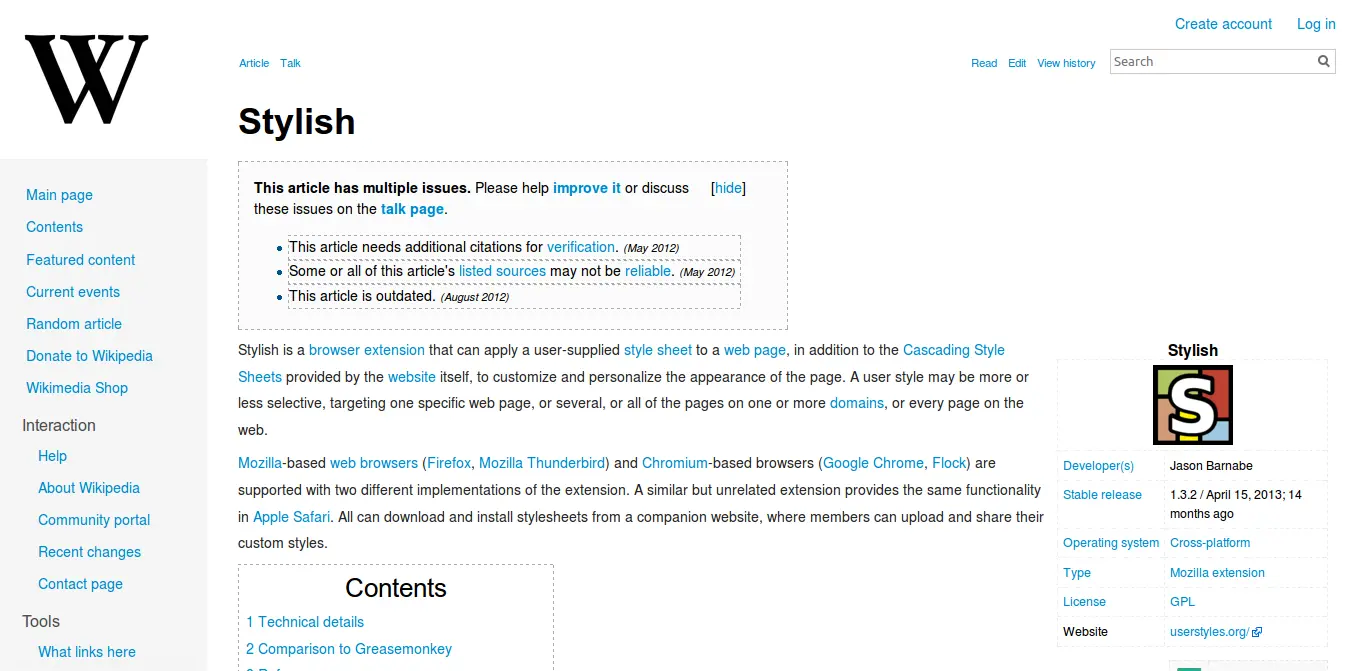 W
Create account Log in
Article Talk Read Edit View history Search
Stylish
This article has multiple issues. Please help improve it or discuss [hide]
these issues on the talk page.
This article needs additional citations for verification. (May 2012)
Some or all of this article's listed sources may not be reliable. (May 2012)
This article is outdated. (August 2012)
Main page
Contents
Featured content
Current events
Random article
Donate to Wikipedia
Wikimedia Shop
Interaction
Help
About Wikipedia
Community portal
Recent changes
Contact page
Tools
What links here
Stylish is a browser extension that can apply a user-supplied style sheet to a web page, in addition to the Cascading Style
Sheets provided by the website itself, to customize and personalize the appearance of the page. A user style may be more or
less selective, targeting one specific web page, or several, or all of the pages on one or more domains, or every page on the
web.
Mozilla-based web browsers (Firefox, Mozilla Thunderbird) and Chromium-based browsers (Google Chrome, Flock) are
supported with two different implementations of the extension. A similar but unrelated extension provides the same functionality
in Apple Safari. All can download and install stylesheets from a companion website, where members can upload and share their
custom styles.
Contents
1 Technical details
2 Comparison to Greasemonkey
Stylish
S
Developer(s) Jason Barnabe
Stable release 1.3.2 / April 15, 2013; 14
months ago
Operating system Cross-platform
Type Mozilla extension
License GPL
Website userstyles.org/